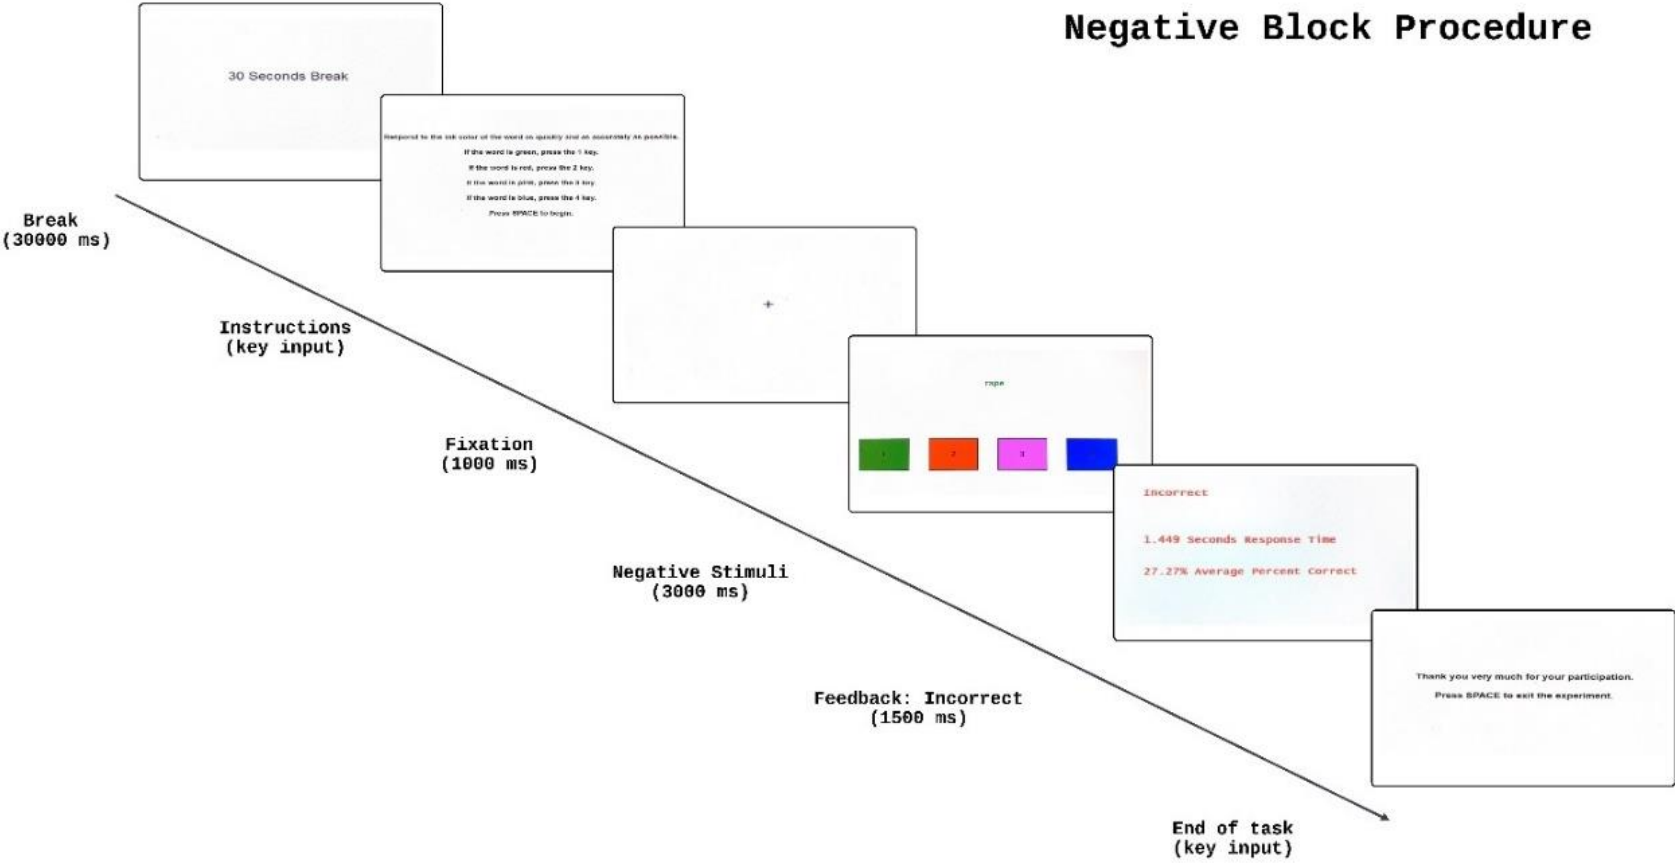 Negative Block Procedure
30 Seconds Break
Respond to the ink color of the word as quickly and as accurately as possible.
If the word is green, press the 1 key.
If the word is red, press the 2 key.
If the word is pink, press the 3 key.
If the word is blue, press the 4 key.
Press SPACE to begin.
Break
(30000 ms)
Instructions
(key input)
+
Fixation
(1000 ms)
rape
1 2 3
Negative Stimuli
(3000 ms)
Incorrect
1.449 Seconds Response Time
27.27% Average Percent Correct
Feedback: Incorrect
(1500 ms)
Thank you very much for your participation.
Press SPACE to exit the experiment.
End of task
(key input)